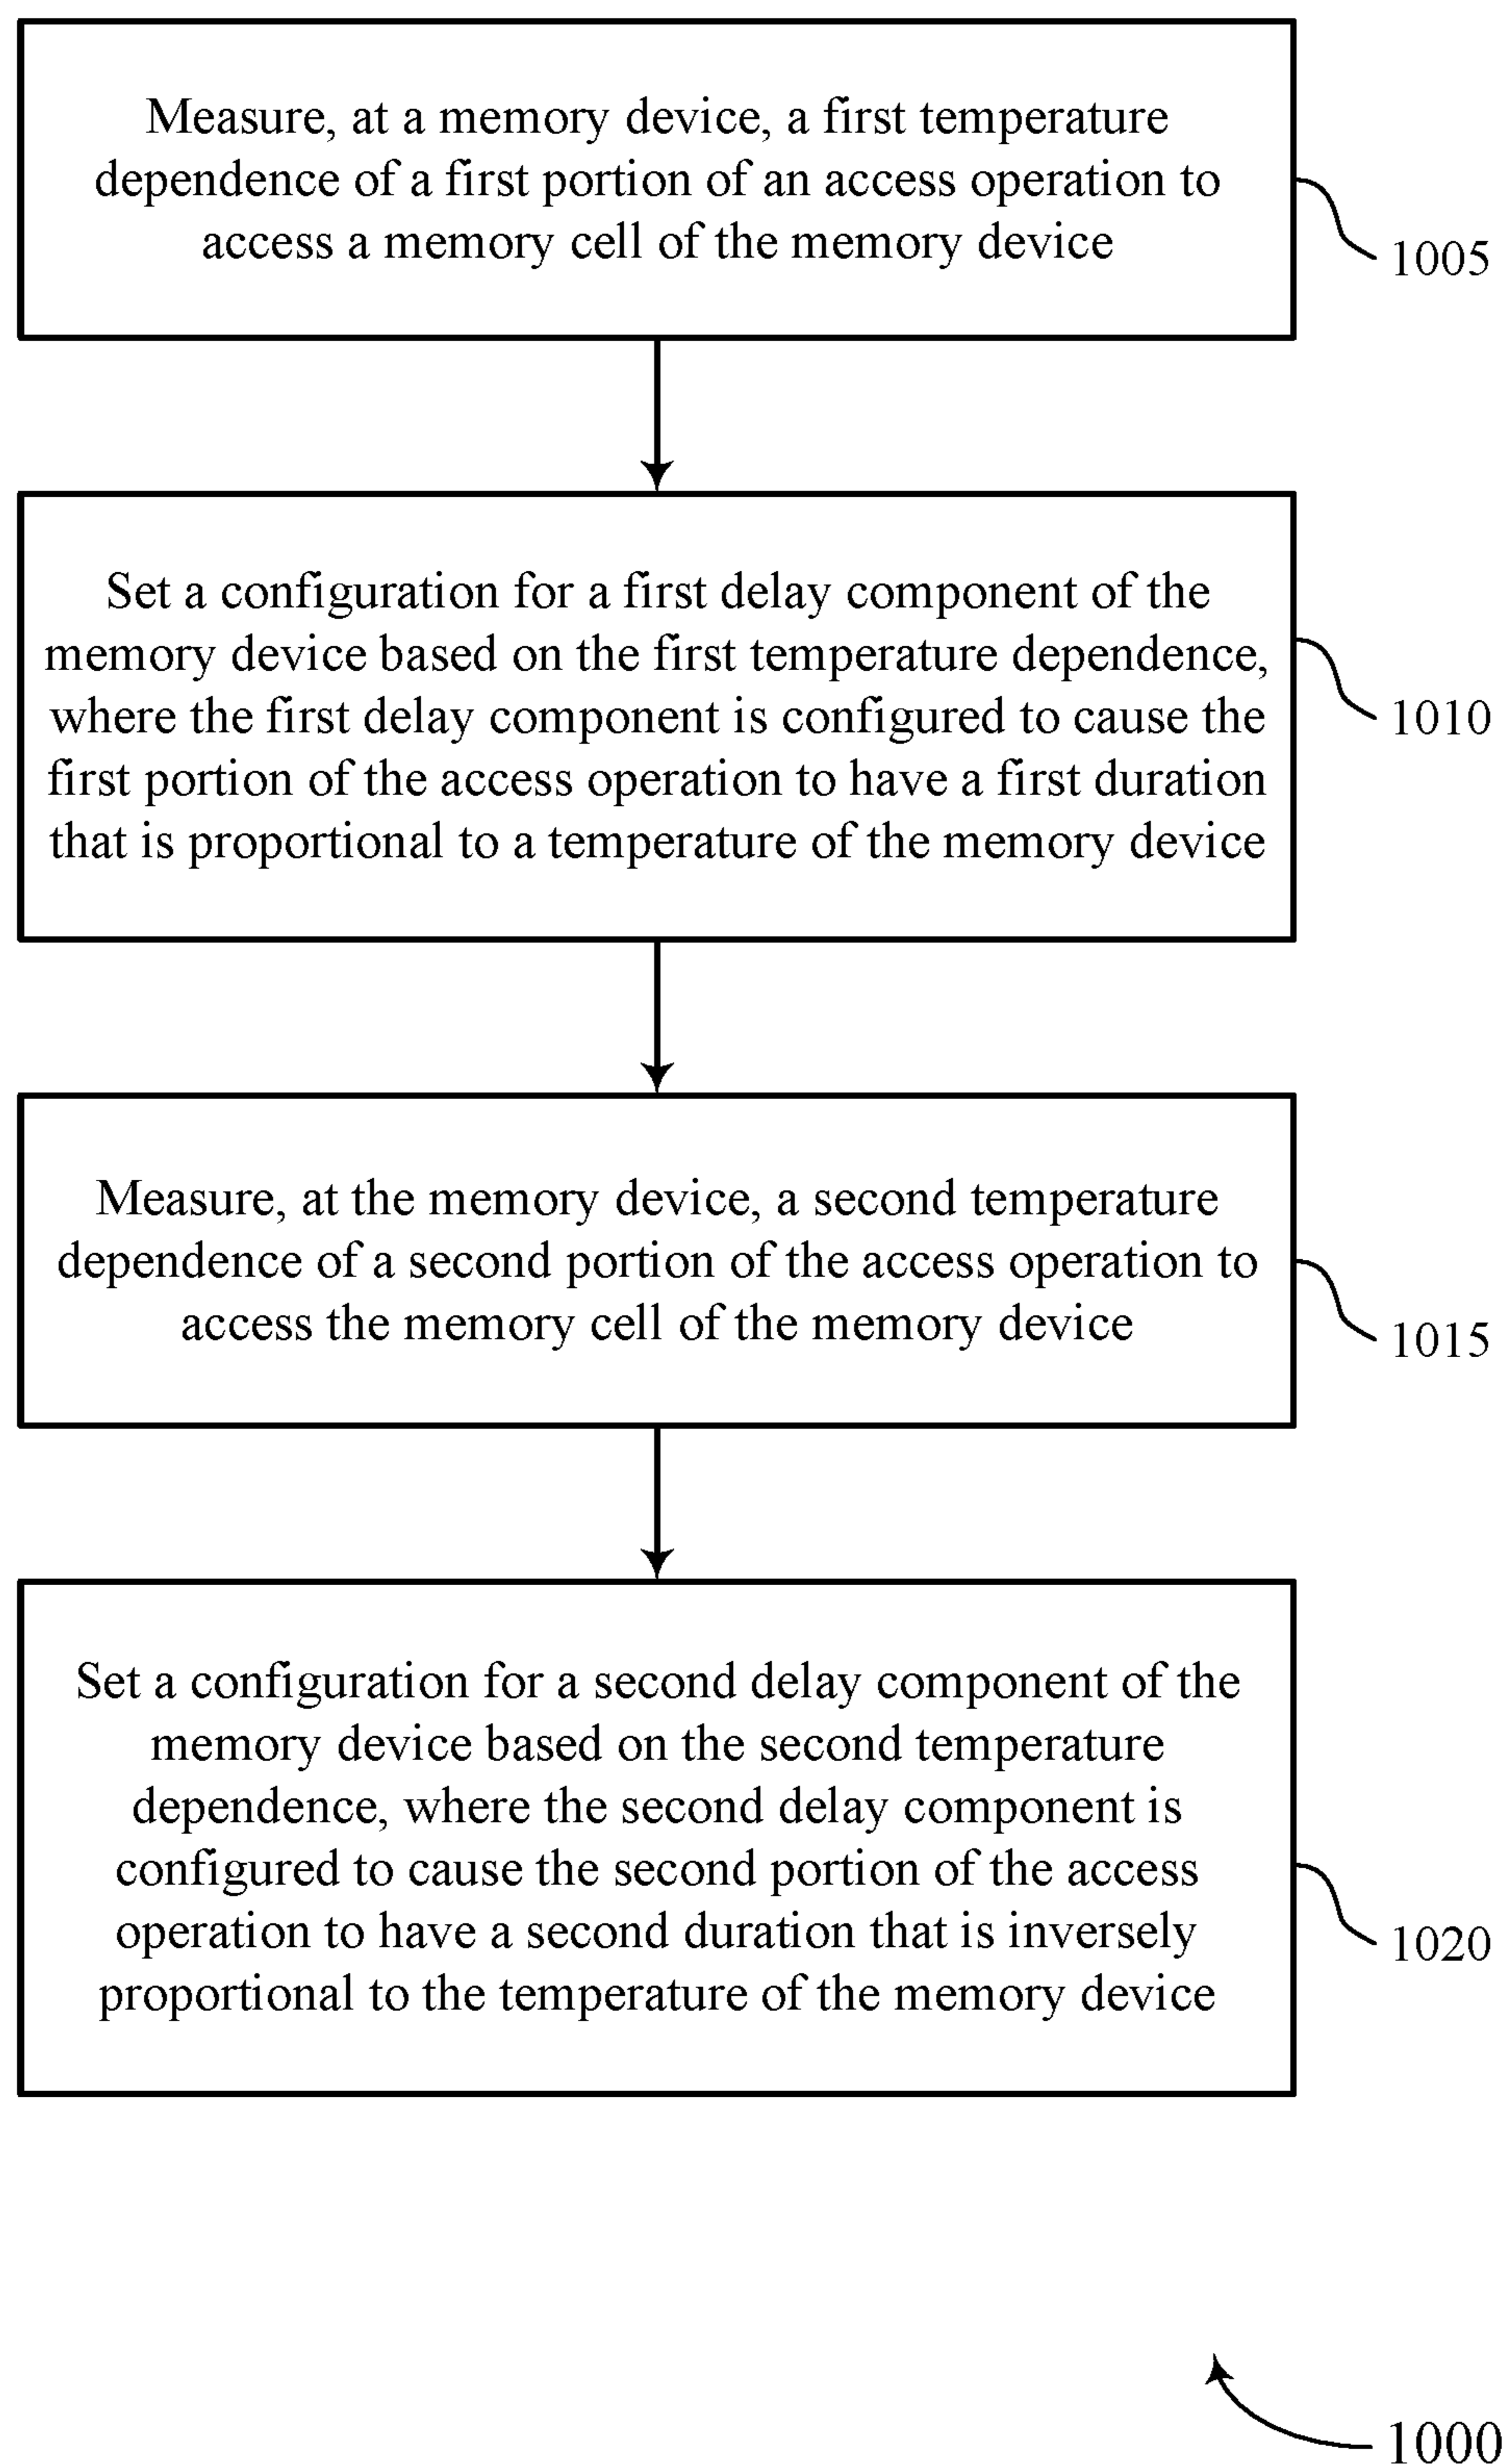 Measure, at a memory device, a first temperature
dependence of a first portion of an access operation to
access a memory cell of the memory device
1005
Set a configuration for a first delay component of the
memory device based on the first temperature dependence,
where the first delay component is configured to cause the
first portion of the access operation to have a first duration
that is proportional to a temperature of the memory device
1010
Measure, at the memory device, a second temperature
dependence of a second portion of the access operation to
access the memory cell of the memory device
1015
Set a configuration for a second delay component of the
memory device based on the second temperature
dependence, where the second delay component is
configured to cause the second portion of the access
operation to have a second duration that is inversely
proportional to the temperature of the memory device
1020
1000